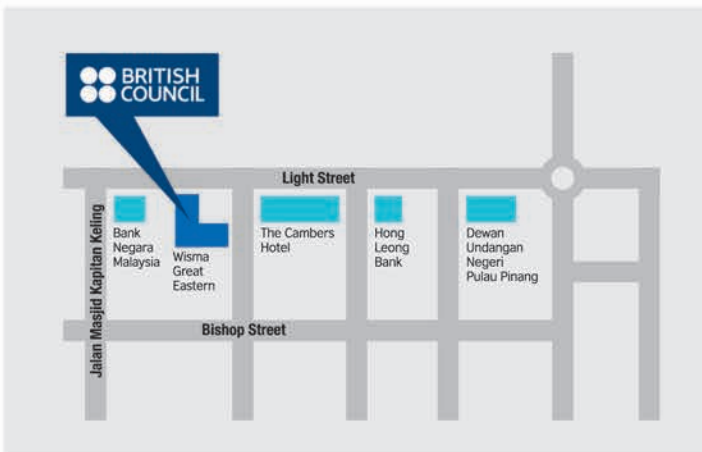 BRITISH
COUNCIL
Light Street
Jalan Masjid Kapitan Keling
Bank
Negara
Malaysia
Wisma
Great
Eastern
The Cambers
Hotel
Hong
Leong
Bank
Dewan
Undangan
Negeri
Pulau Pinang
Bishop Street